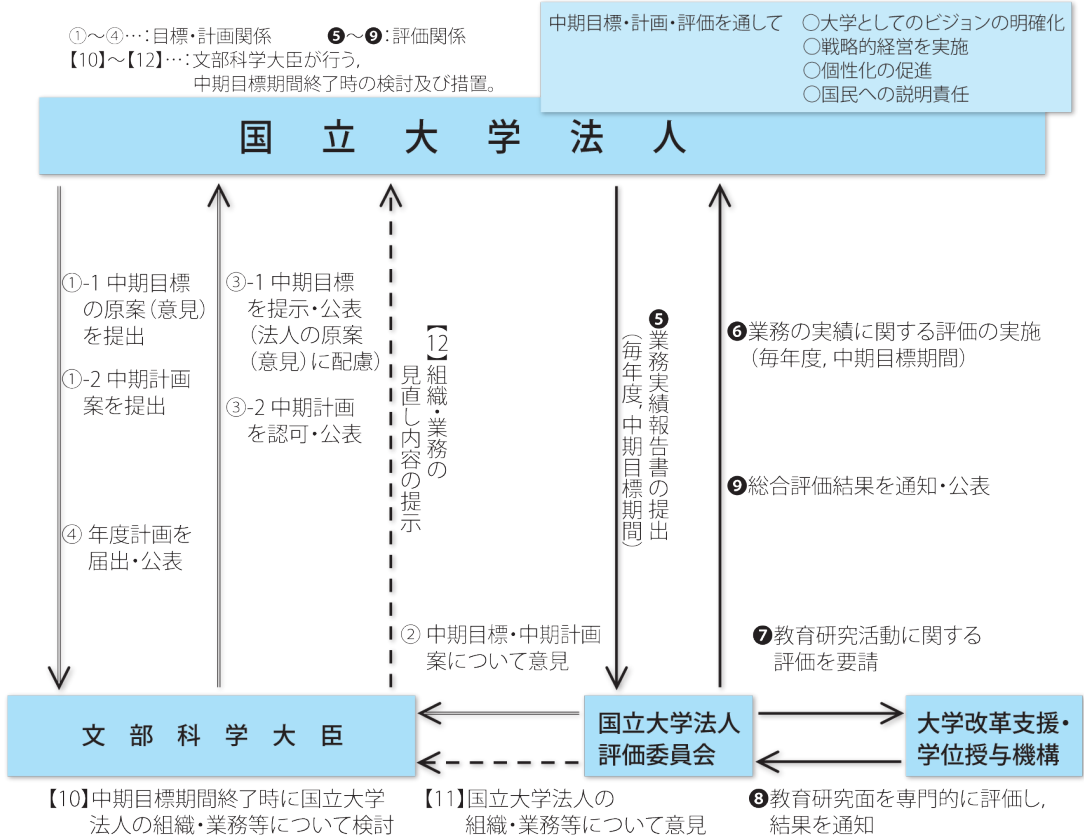 ①～④…：目標・計画関係　❺～❾：評価関係
【10】～【12】…：文部科学大臣が行う，
中期目標期間終了時の検討及び措置。
中期目標・計画・評価を通して　○大学としてのビジョンの明確化
○戦略的経営を実施
○個性化の促進
○国民への説明責任
国立大学法人
①-1 中期目標
の原案（意見）
を提出
①-2 中期計画
案を提出
④ 年度計画を
届出・公表
③-1 中期目標
を提示・公表
（法人の原案
（意見）に配慮）
③-2 中期計画
を認可・公表
【12】組織・業務の
見直し内容の提示
❺業務実績報告書の提出
（毎年度，中期目標期間）
❻業務の実績に関する評価の実施
（毎年度，中期目標期間）
❾総合評価結果を通知・公表
② 中期目標・中期計画
案について意見
❼教育研究活動に関する
評価を要請
文部科学大臣
国立大学法人
評価委員会
大学改革支援・
学位授与機構
【10】中期目標期間終了時に国立大学
法人の組織・業務等について検討
【11】国立大学法人の
組織・業務等について意見
❽教育研究面を専門的に評価し，
結果を通知